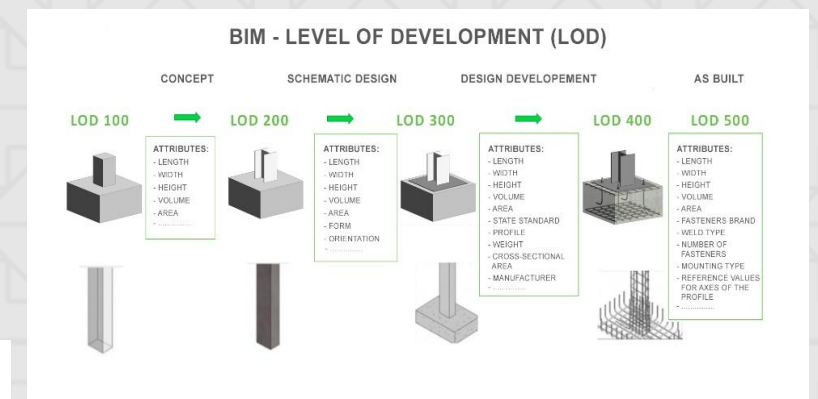 BIM - LEVEL OF DEVELOPMENT (LOD)
CONCEPT
SCHEMATIC DESIGN
DESIGN DEVELOPEMENT
AS BUILT
LOD 100
LOD 200
LOD 300
LOD 400
LOD 500
ATTRIBUTES:
- LENGTH
- WIDTH
- HEIGHT
- VOLUME
- AREA
- ...............
ATTRIBUTES:
- LENGTH
- WIDTH
- HEIGHT
- VOLUME
- AREA
- FORM
- ORIENTATION
- ...............
ATTRIBUTES:
- LENGTH
- WIDTH
- HEIGHT
- VOLUME
- AREA
- STATE STANDARD
- PROFILE
- WEIGHT
- CROSS-SECTIONAL
AREA
- MANUFACTURER
- ...............
ATTRIBUTES:
- LENGTH
- WIDTH
- HEIGHT
- VOLUME
- AREA
- FASTENERS BRAND
- WELD TYPE
- NUMBER OF
FASTENERS
- MOUNTING TYPE
- REFERENCE VALUES
FOR AXES OF THE
PROFILE
- ...............